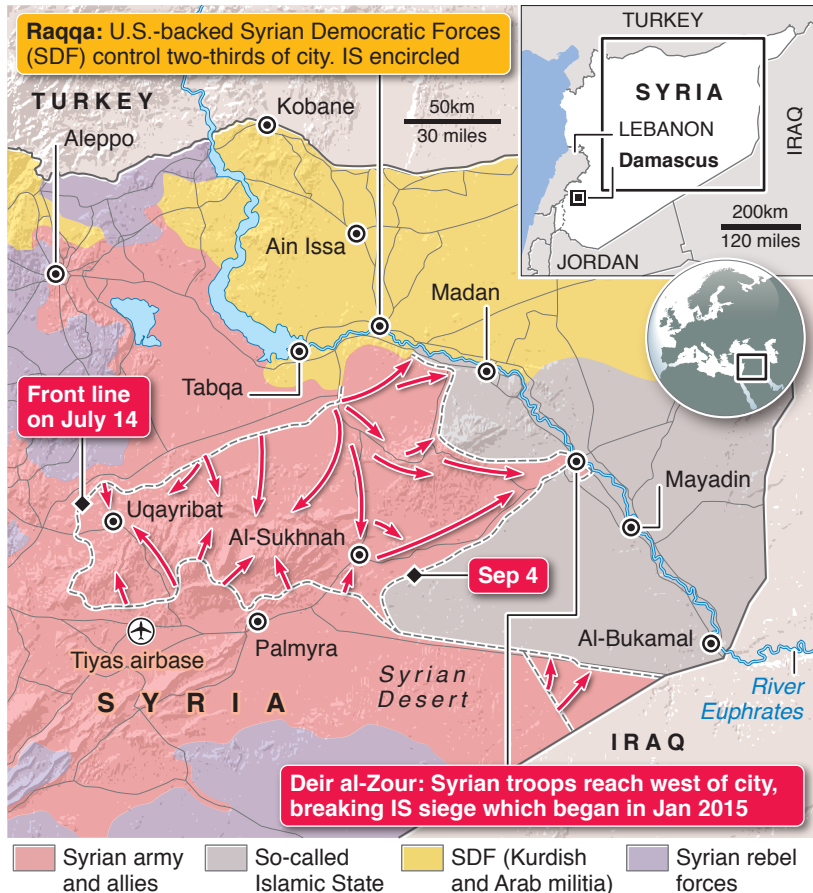 Raqqa: U.S.-backed Syrian Democratic Forces
(SDF) control two-thirds of city. IS encircled
TURKEY
SYRIA
LEBANON
Damascus
IRAQ
200km
120 miles
JORDAN
TURKEY
Kobane
50km
30 miles
Aleppo
Ain Issa
Madan
Tabqa
Front line
on July 14
Uqayribat
Al-Sukhnah
Mayadin
Sep 4
Tiyas airbase
Palmyra
Al-Bukamal
Syrian
Desert
SYRIA
River
Euphrates
IRAQ
Deir al-Zour: Syrian troops reach west of city,
breaking IS siege which began in Jan 2015
Syrian army
and allies
So-called
Islamic State
SDF (Kurdish
and Arab militia)
Syrian rebel
forces